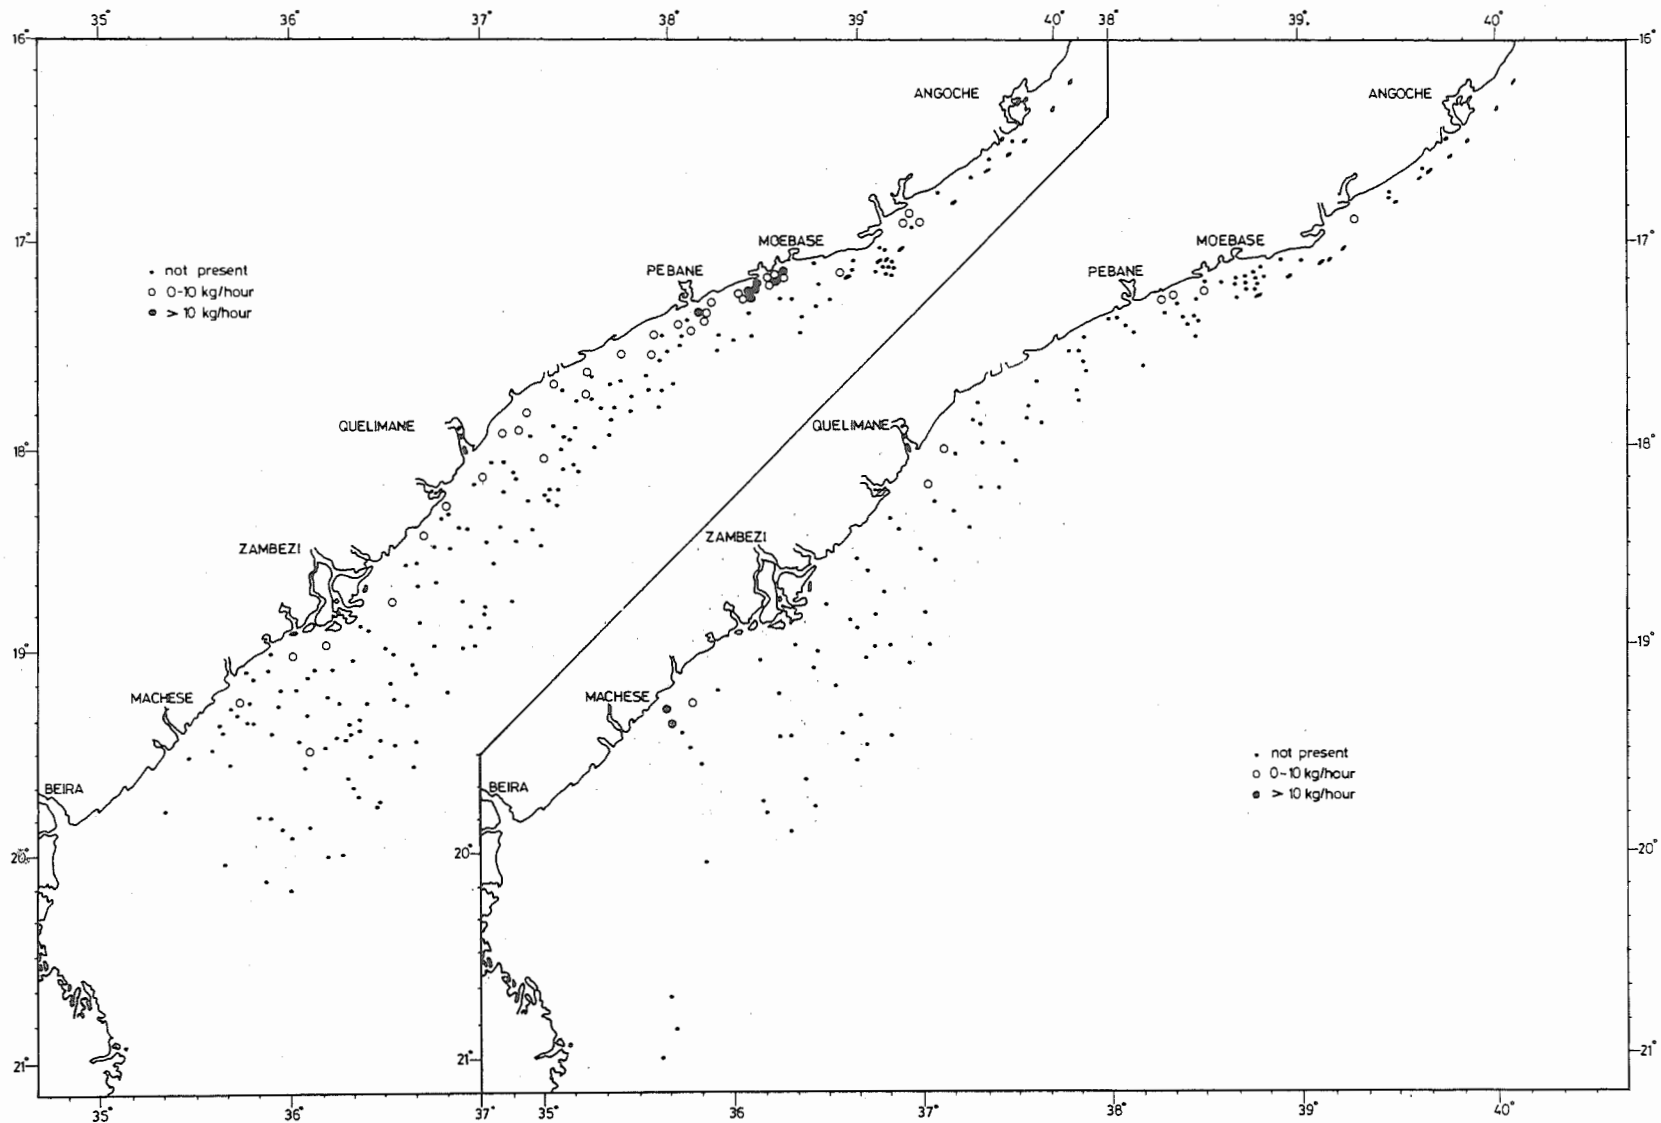 35° 36° 37° 38° 39° 40° 38° 39° 40°
16° 16°
ANGOCHE ANGOCHE
17° 17°
MOEBASE MOEBASE
PEBANE PEBANE
. not present
o 0-10 kg/hour
> 10 kg/hour
QUELIMANE QUELIMANE
18° 18°
ZAMBEZI ZAMBEZI
19° 19°
MACHESE MACHESE
. not present
o 0-10 kg/hour
> 10 kg/hour
BEIRA BEIRA
20° 20° 20°
21° 21° 21°
35° 36° 37° 35° 36° 37° 38° 39° 40°